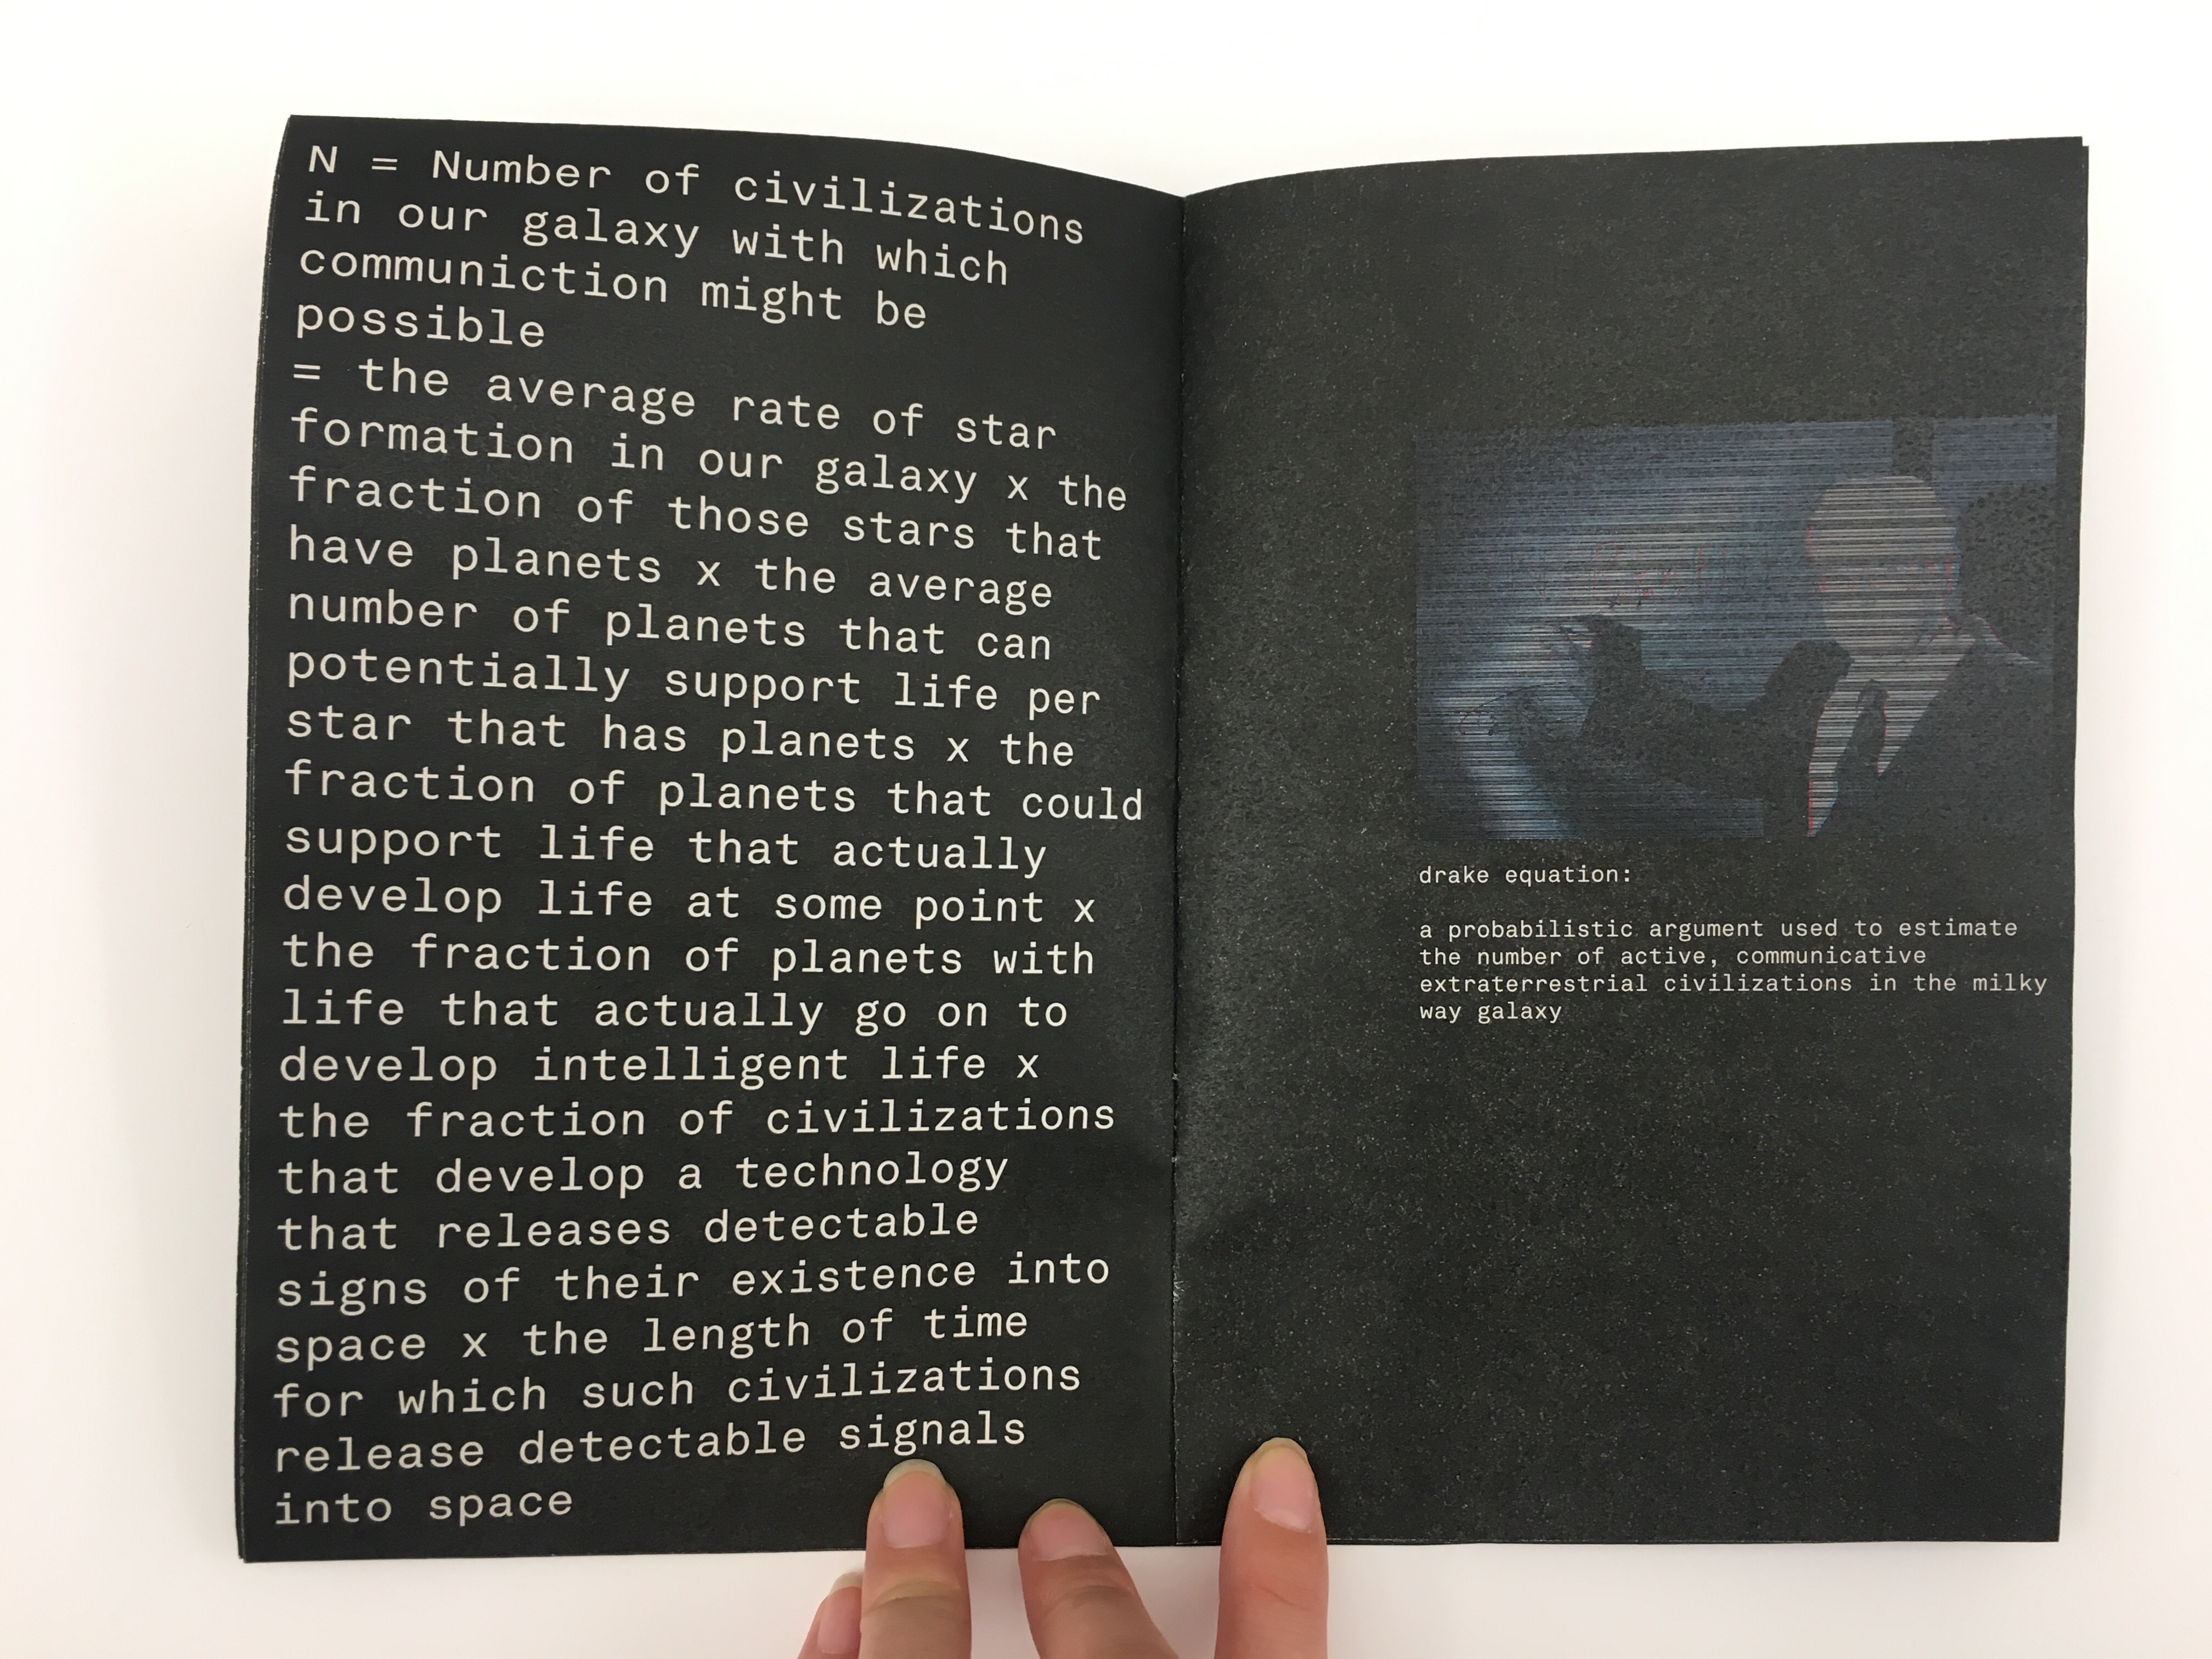 N = Number of civilizations
in our galaxy with which
communiction might be
possible
= the average rate of star
formation in our galaxy x the
fraction of those stars that
have planets x the average
number of planets that can
potentially support life per
star that has planets x the
fraction of planets that could
support life that actually
develop life at some point x
the fraction of planets with
life that actually go on to
develop intelligent life x
the fraction of civilizations
that develop a technology
that releases detectable
signs of their existence into
space x the length of time
for which such civilizations
release detectable signals
into space
drake equation:
a probabilistic argument used to estimate
the number of active, communicative
extraterrestrial civilizations in the milky
way galaxy